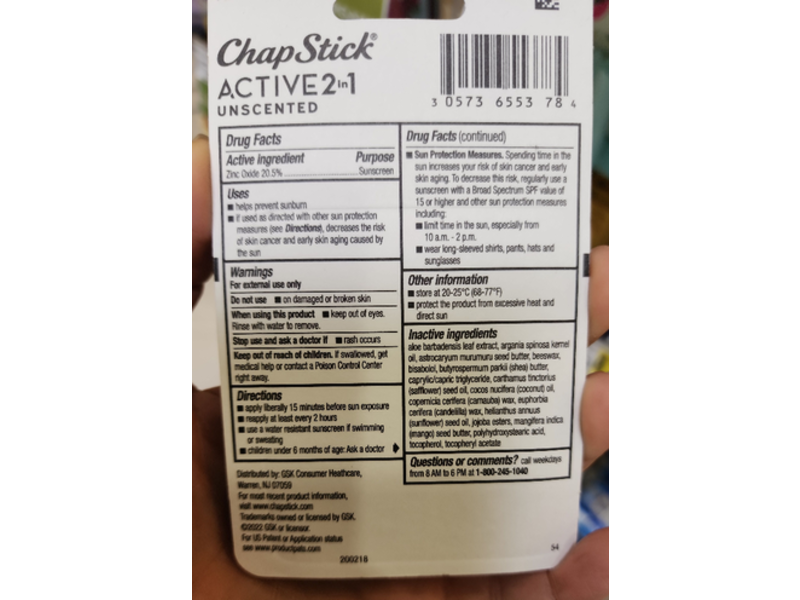 ChapStick®
ACTIVE 2in1
UNSCENTED
3 0573 6553 78 4
Drug Facts
Active ingredient Purpose
Zinc Oxide 20.5% Sunscreen
Uses
■ helps prevent sunburn
■ if used as directed with other sun protection
measures (see Directions), decreases the risk
of skin cancer and early skin aging caused by
the sun
Warnings
For external use only
Do not use ■ on damaged or broken skin
When using this product ■ keep out of eyes.
Rinse with water to remove.
Stop use and ask a doctor if ■ rash occurs
Keep out of reach of children. If swallowed, get
medical help or contact a Poison Control Center
right away.
Directions
■ apply liberally 15 minutes before sun exposure
■ reapply at least every 2 hours
■ use a water resistant sunscreen if swimming
or sweating
■ children under 6 months of age: Ask a doctor
Drug Facts (continued)
■ Sun Protection Measures. Spending time in the
sun increases your risk of skin cancer and early
skin aging. To decrease this risk, regularly use a
sunscreen with a Broad Spectrum SPF value of
15 or higher and other sun protection measures
including:
■ limit time in the sun, especially from
10 a.m. - 2 p.m.
■ wear long-sleeved shirts, pants, hats and
sunglasses
Other information
■ store at 20-25°C (68-77°F)
■ protect the product from excessive heat and
direct sun
Inactive ingredients
aloe barbadensis leaf extract, argania spinosa kernel
oil, astrocaryum murumuru seed butter, beeswax,
bisabolol, butyrospermum parkii (shea) butter,
caprylic/capric triglyceride, carthamus tinctorius
(safflower) seed oil, cocos nucifera (coconut) oil,
copernicia cerifera (carnauba) wax, euphorbia
cerifera (candelilla) wax, helianthus annuus
(sunflower) seed oil, jojoba esters, mangifera indica
(mango) seed butter, polyhydroxystearic acid,
tocopherol, tocopheryl acetate
Questions or comments? call weekdays
from 8 AM to 6 PM at 1-800-245-1040
Distributed by: GSK Consumer Healthcare,
Warren, NJ 07059
For most recent product information,
visit www.chapstick.com
Trademarks owned or licensed by GSK.
©2022 GSK or licensor.
For US Patent or Application status
see www.productpats.com
200218
54